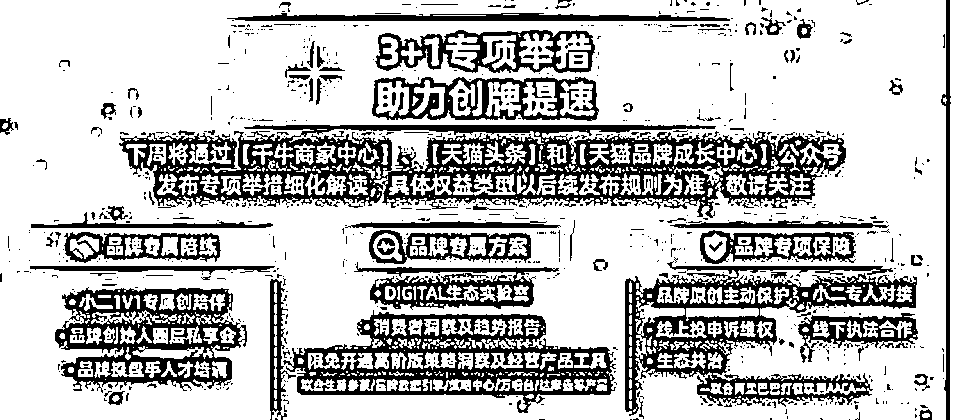 3+1专项举措
助力创牌提速
下周将通过【千牛商家中心】、【天猫头条】和【天猫品牌成长中心】公众号
发布专项举措细化解读，具体权益类型以后续发布规则为准，敬请关注
品牌专属陪练
品牌专属方案
品牌专项保障
·小二1V1专属创陪伴
·品牌创始人圈层私享会
·品牌操盘手人才培训
·DIGITAL生态实验室
·消费者洞察及趋势报告
·限免开通高阶版策略洞察及经营产品工具
·品牌原创主动保护 ·小二专人对接
·线上投申诉维权 ·线下执法合作
·生态共治